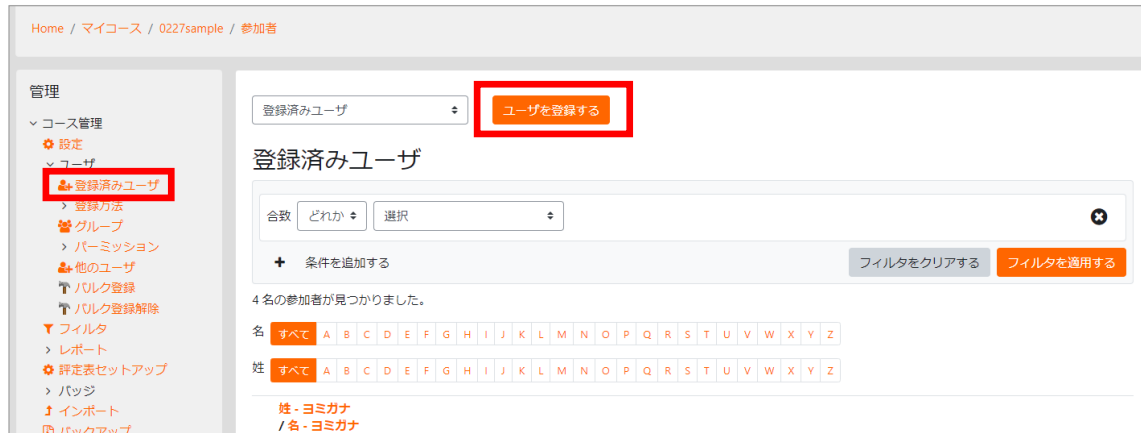 Home / マイコース / 0227sample / 参加者
管理
コース管理
設定
ユーザ
登録済みユーザ
登録方法
グループ
パーミッション
他のユーザ
バルク登録
バルク登録解除
フィルタ
レポート
評定表セットアップ
バッジ
インポート
バックアップ
登録済みユーザ ユーザを登録する
登録済みユーザ
合致 どれか 選択
条件を追加する フィルタをクリアする フィルタを適用する
4 名の参加者が見つかりました。
名 すべて A B C D E F G H I J K L M N O P Q R S T U V W X Y Z
姓 すべて A B C D E F G H I J K L M N O P Q R S T U V W X Y Z
姓 - ヨミガナ
/ 名 - ヨミガナ